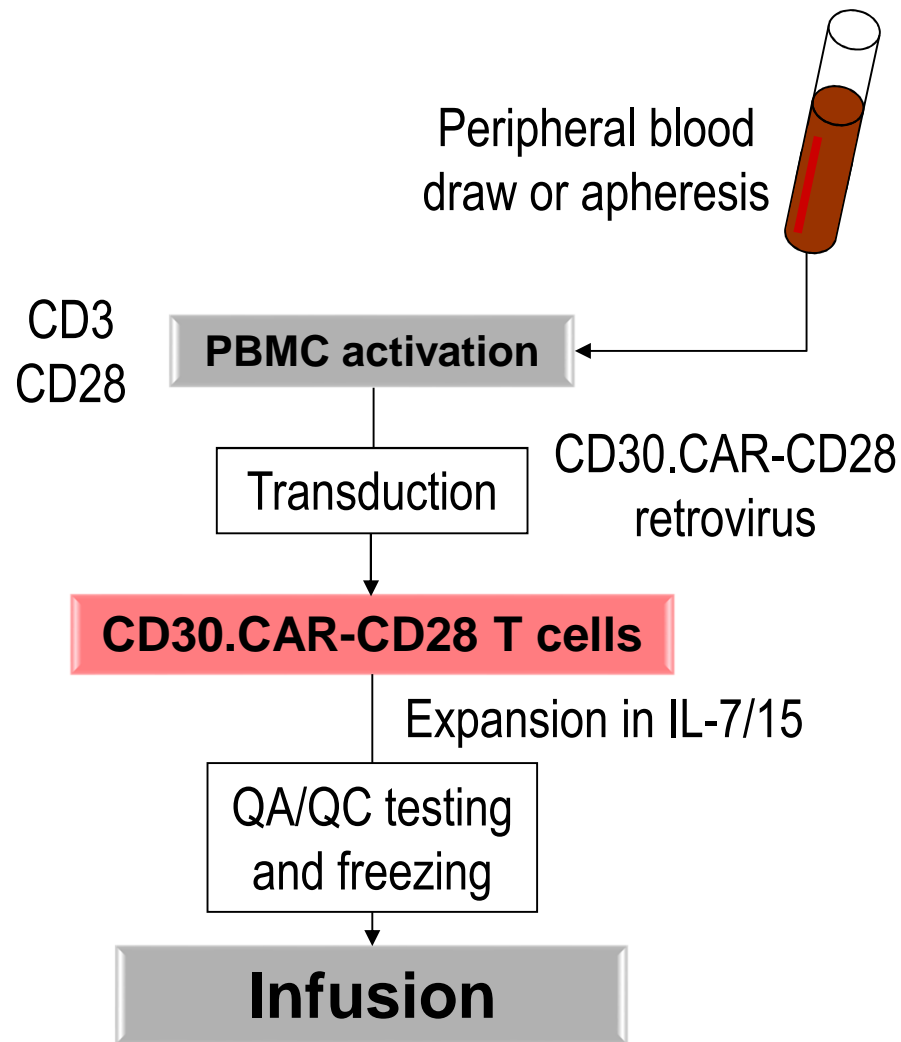 Peripheral blood
draw or apheresis
CD3
CD28
PBMC activation
Transduction
CD30.CAR-CD28
retrovirus
CD30.CAR-CD28 T cells
Expansion in IL-7/15
QA/QC testing
and freezing
Infusion